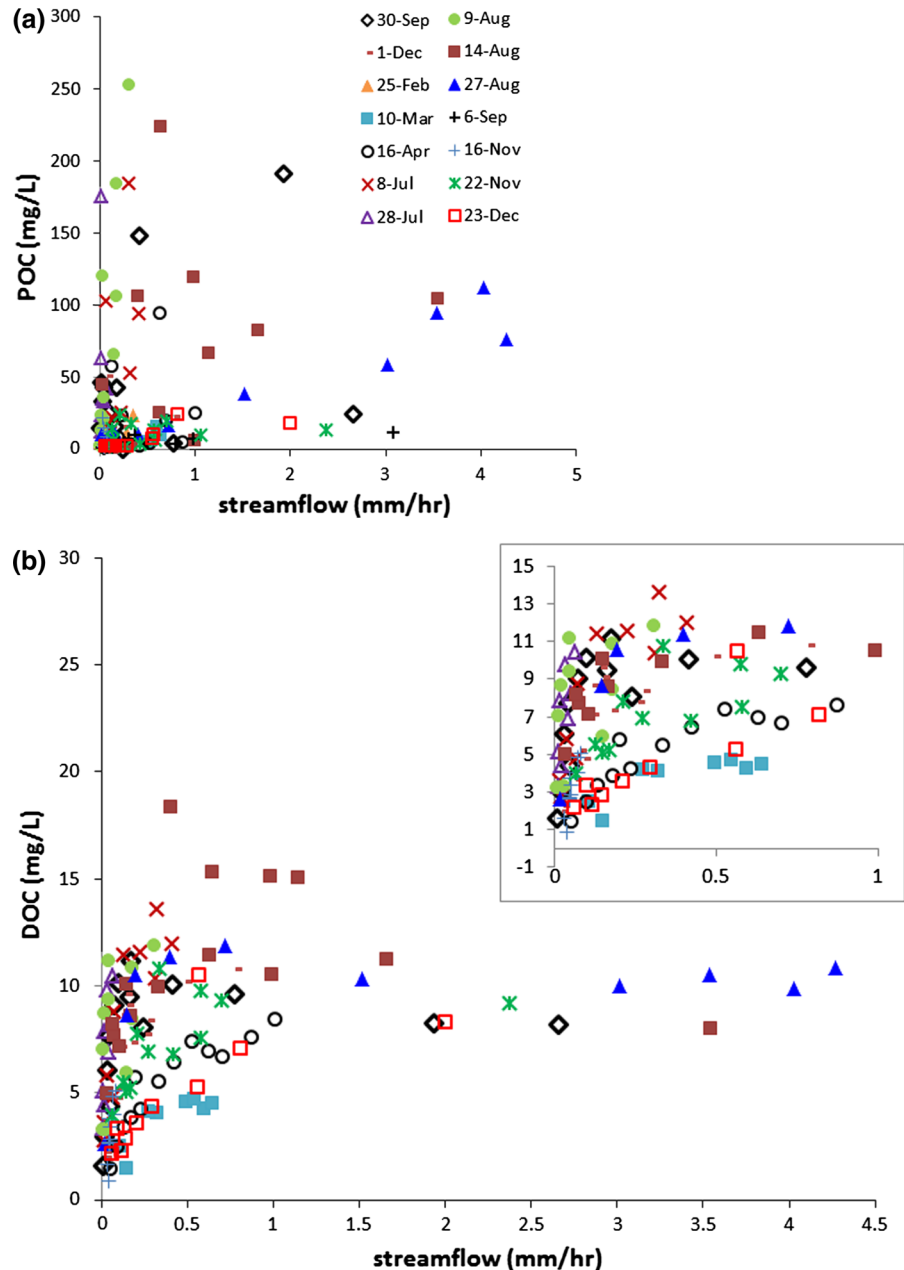 (a)
300
250
200
150
100
50
0
POC (mg/L)
30-Sep
9-Aug
1-Dec
14-Aug
25-Feb
27-Aug
10-Mar
6-Sep
16-Apr
16-Nov
8-Jul
22-Nov
28-Jul
23-Dec
0 1 2 3 4 5
streamflow (mm/hr)
(b)
30
25
20
15
10
5
0
DOC (mg/L)
15
13
11
9
7
5
3
1
-1
0 0.5 1
0 0.5 1 1.5 2 2.5 3 3.5 4 4.5
streamflow (mm/hr)